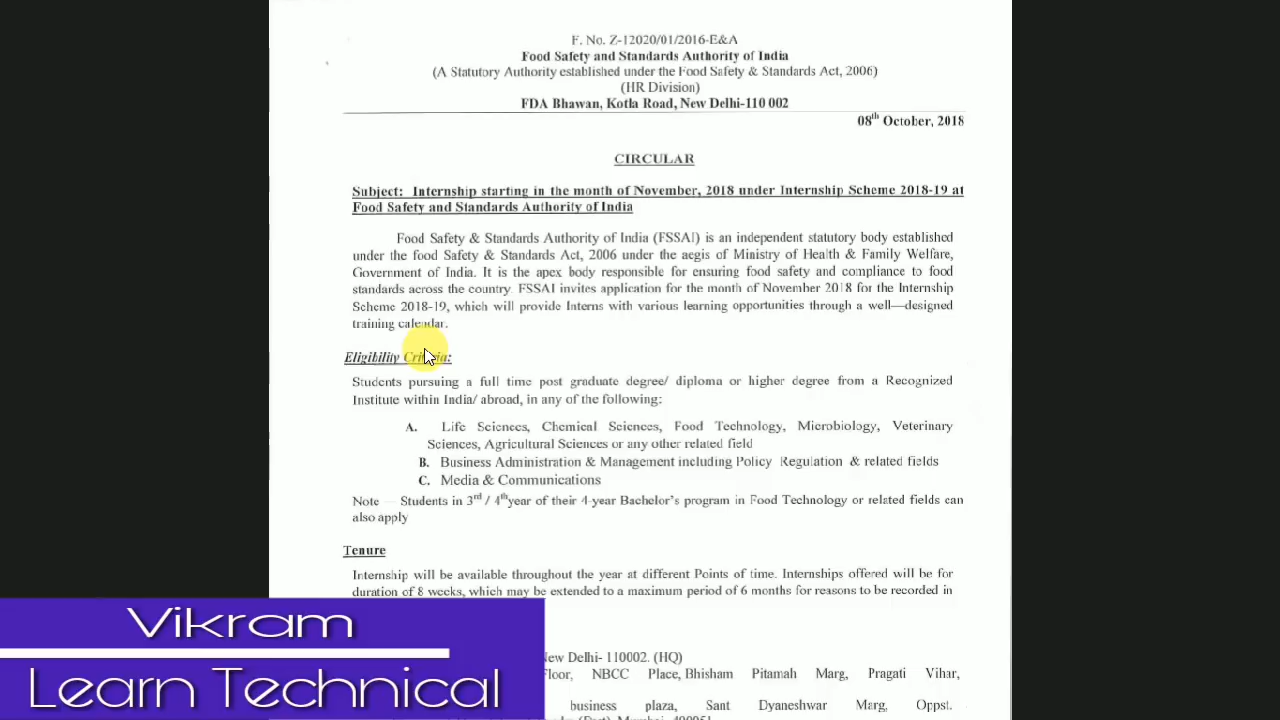 F. No. Z-12020/01/2016-E&A
Food Safety and Standards Authority of India
(A Statutory Authority established under the Food Safety & Standards Act, 2006)
(HR Division)
FDA Bhawan, Kotla Road, New Delhi-110 002
08th October, 2018
CIRCULAR
Subject: Internship starting in the month of November, 2018 under Internship Scheme 2018-19 at
Food Safety and Standards Authority of India
Food Safety & Standards Authority of India (FSSAI) is an independent statutory body established
under the food Safety & Standards Act, 2006 under the aegis of Ministry of Health & Family Welfare,
Government of India. It is the apex body responsible for ensuring food safety and compliance to food
standards across the country. FSSAI invites application for the month of November 2018 for the Internship
Scheme 2018-19, which will provide Interns with various learning opportunities through a well—designed
training calendar.
Eligibility Criteria:
Students pursuing a full time post graduate degree/ diploma or higher degree from a Recognized
Institute within India/ abroad, in any of the following:
A. Life Sciences, Chemical Sciences, Food Technology, Microbiology, Veterinary
Sciences, Agricultural Sciences or any other related field
B. Business Administration & Management including Policy Regulation & related fields
C. Media & Communications
Note — Students in 3rd / 4th year of their 4-year Bachelor's program in Food Technology or related fields can
also apply
Tenure
Internship will be available throughout the year at different Points of time. Internships offered will be for
duration of 8 weeks, which may be extended to a maximum period of 6 months for reasons to be recorded in
New Delhi- 110002. (HQ)
Floor, NBCC Place, Bhisham Pitamah Marg, Pragati Vihar,
business plaza, Sant Dyaneshwar Marg, Oppst.
Vikram
Learn Technical